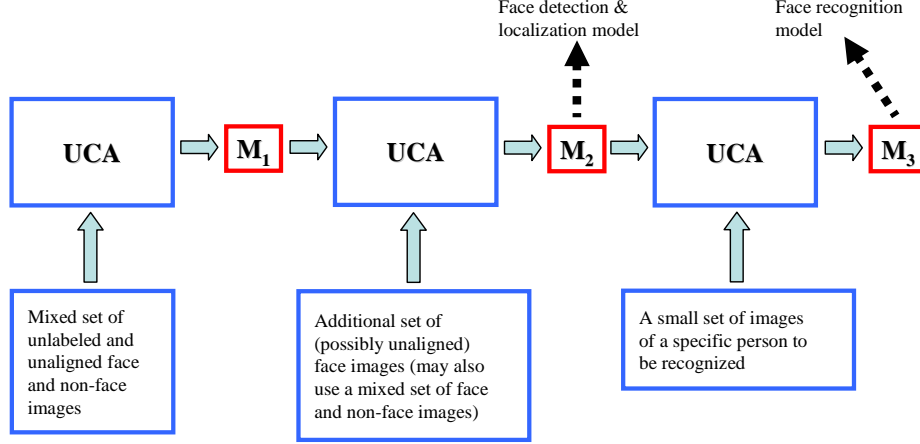 Face detection &
localization model
Face recognition
model
UCA
M₁
UCA
M₂
UCA
M₃
Mixed set of
unlabeled and
unaligned face
and non-face
images
Additional set of
(possibly unaligned)
face images (may also
use a mixed set of face
and non-face images)
A small set of images
of a specific person to
be recognized